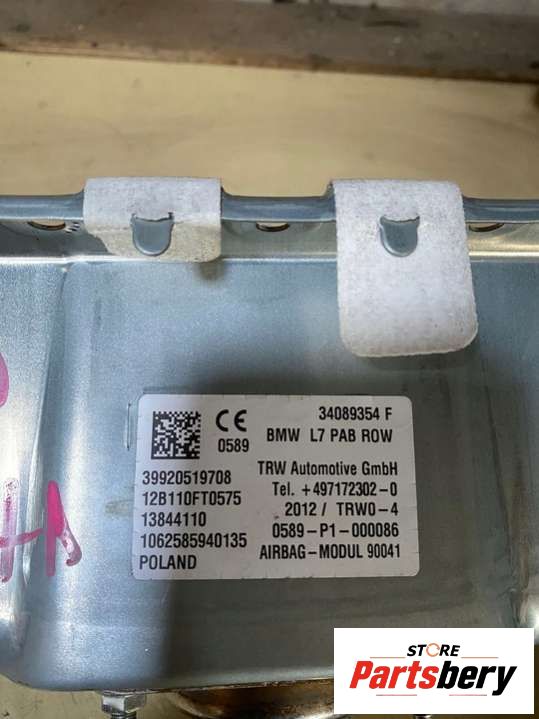 34089354 F
CE
0589
BMW L7 PAB ROW
39920519708
TRW Automotive GmbH
12B110FT0575
Tel. +497172302-0
13844110
2012/ TRW0-4
1062585940135
0589-P1-000086
POLAND
AIRBAG-MODUL 90041
STORE
Partsbery